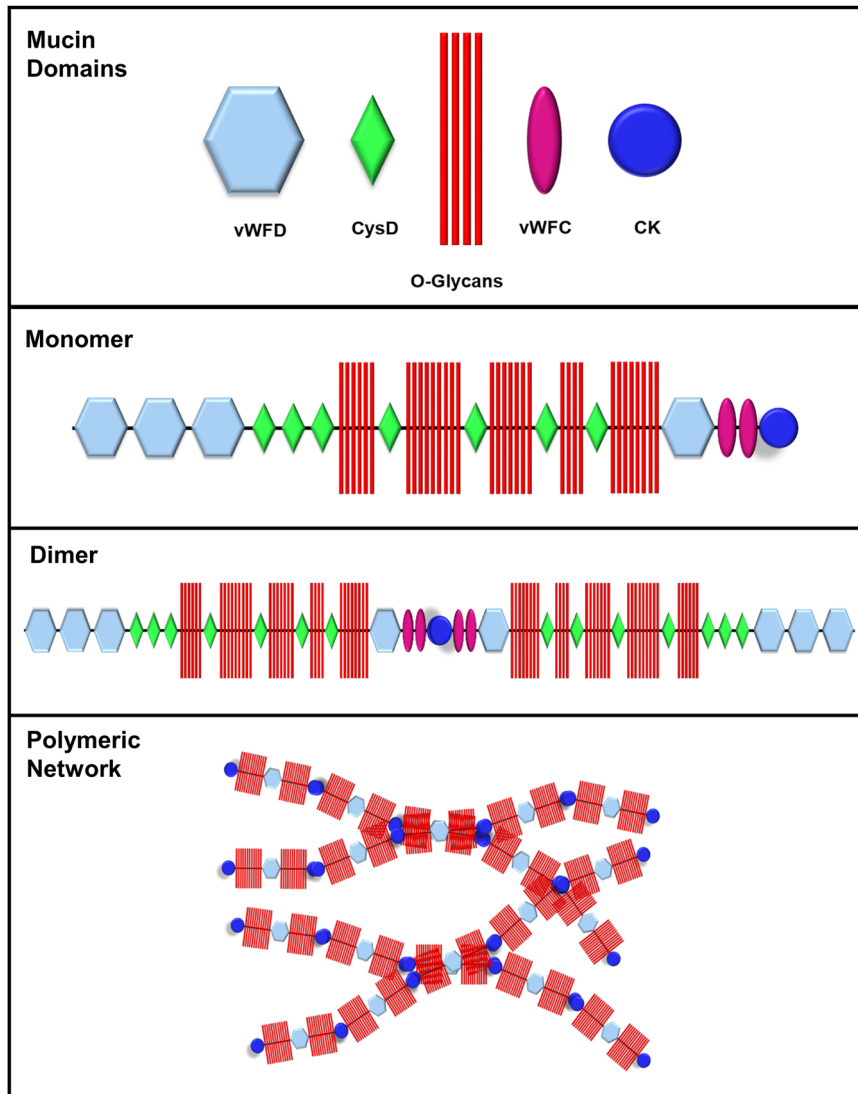 Mucin
Domains
vWFD
CysD
O-Glycans
vWFC
CK
Monomer
Dimer
Polymeric
Network